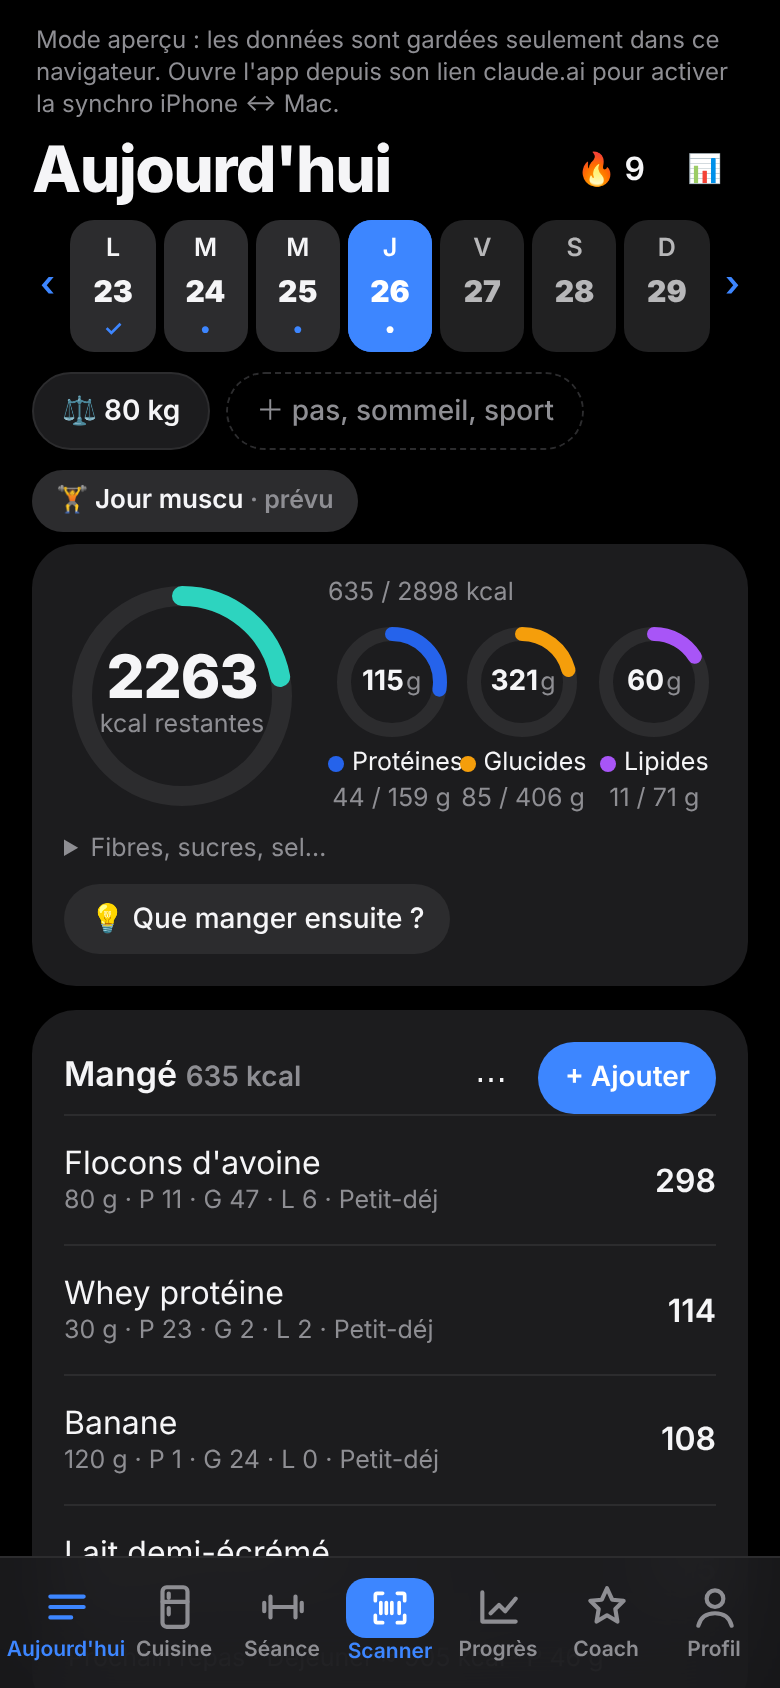 Mode aperçu : les données sont gardées seulement dans ce
navigateur. Ouvre l'app depuis son lien claude.ai pour activer
la synchro iPhone ↔ Mac.
Aujourd'hui 🔥 9 📊
L M M J V S D
‹ 23 24 25 26 27 28 29 ›
⚖️ 80 kg + pas, sommeil, sport
🏋️ Jour muscu · prévu
635 / 2898 kcal
2263
kcal restantes
115 g 321 g 60 g
Protéines Glucides Lipides
44 / 159 g 85 / 406 g 11 / 71 g
▶ Fibres, sucres, sel...
💡 Que manger ensuite ?
Mangé 635 kcal ... + Ajouter
Flocons d'avoine 298
80 g · P 11 · G 47 · L 6 · Petit-déj
Whey protéine 114
30 g · P 23 · G 2 · L 2 · Petit-déj
Banane 108
120 g · P 1 · G 24 · L 0 · Petit-déj
Lait demi-écrémé
Aujourd'hui Cuisine Séance Scanner Progrès Coach Profil